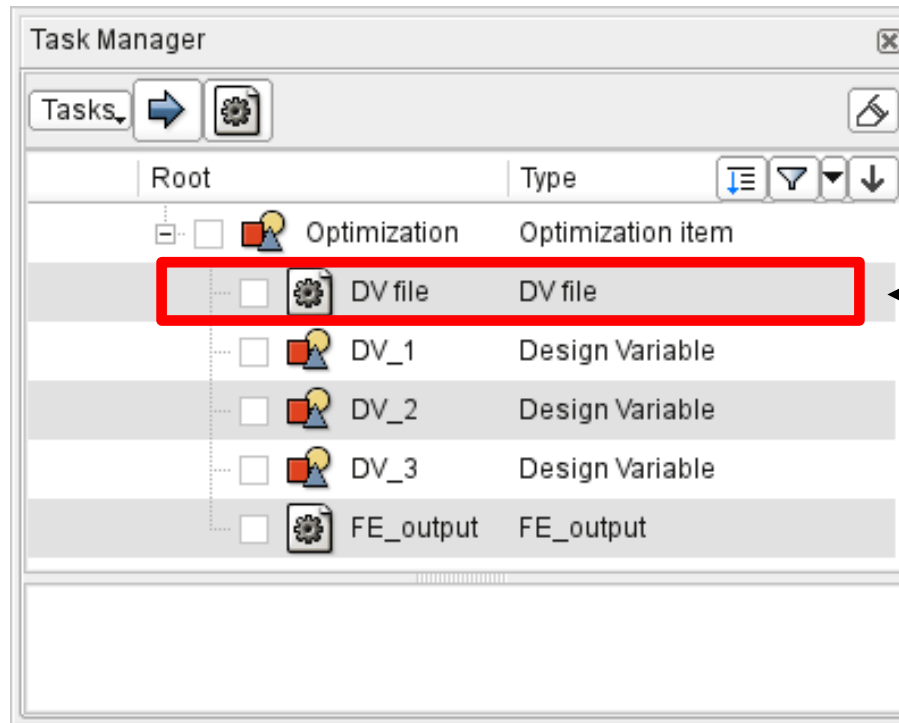 Task Manager
Tasks
Root Type
Optimization Optimization item
DV file DV file
DV_1 Design Variable
DV_2 Design Variable
DV_3 Design Variable
FE_output FE_output